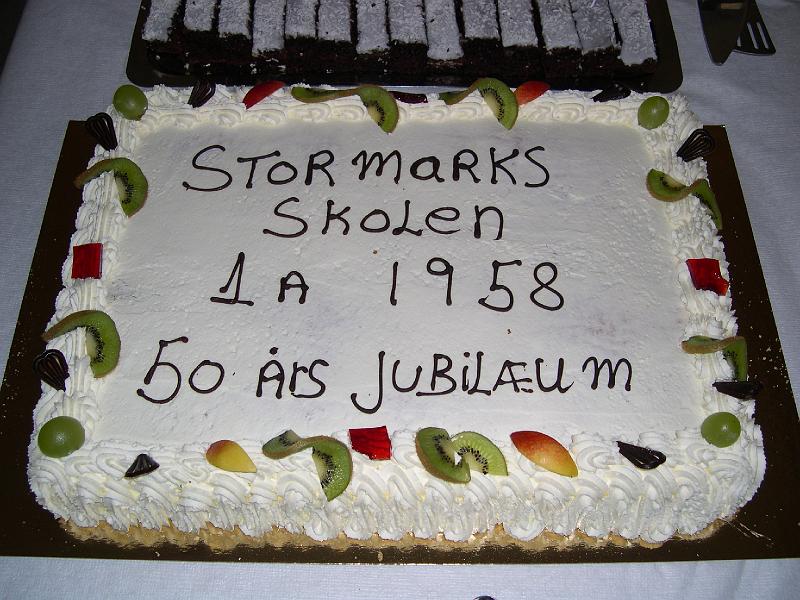 STORMARKS
SKOLEN
1A 1958
50 ÅRS JUBILÆUM